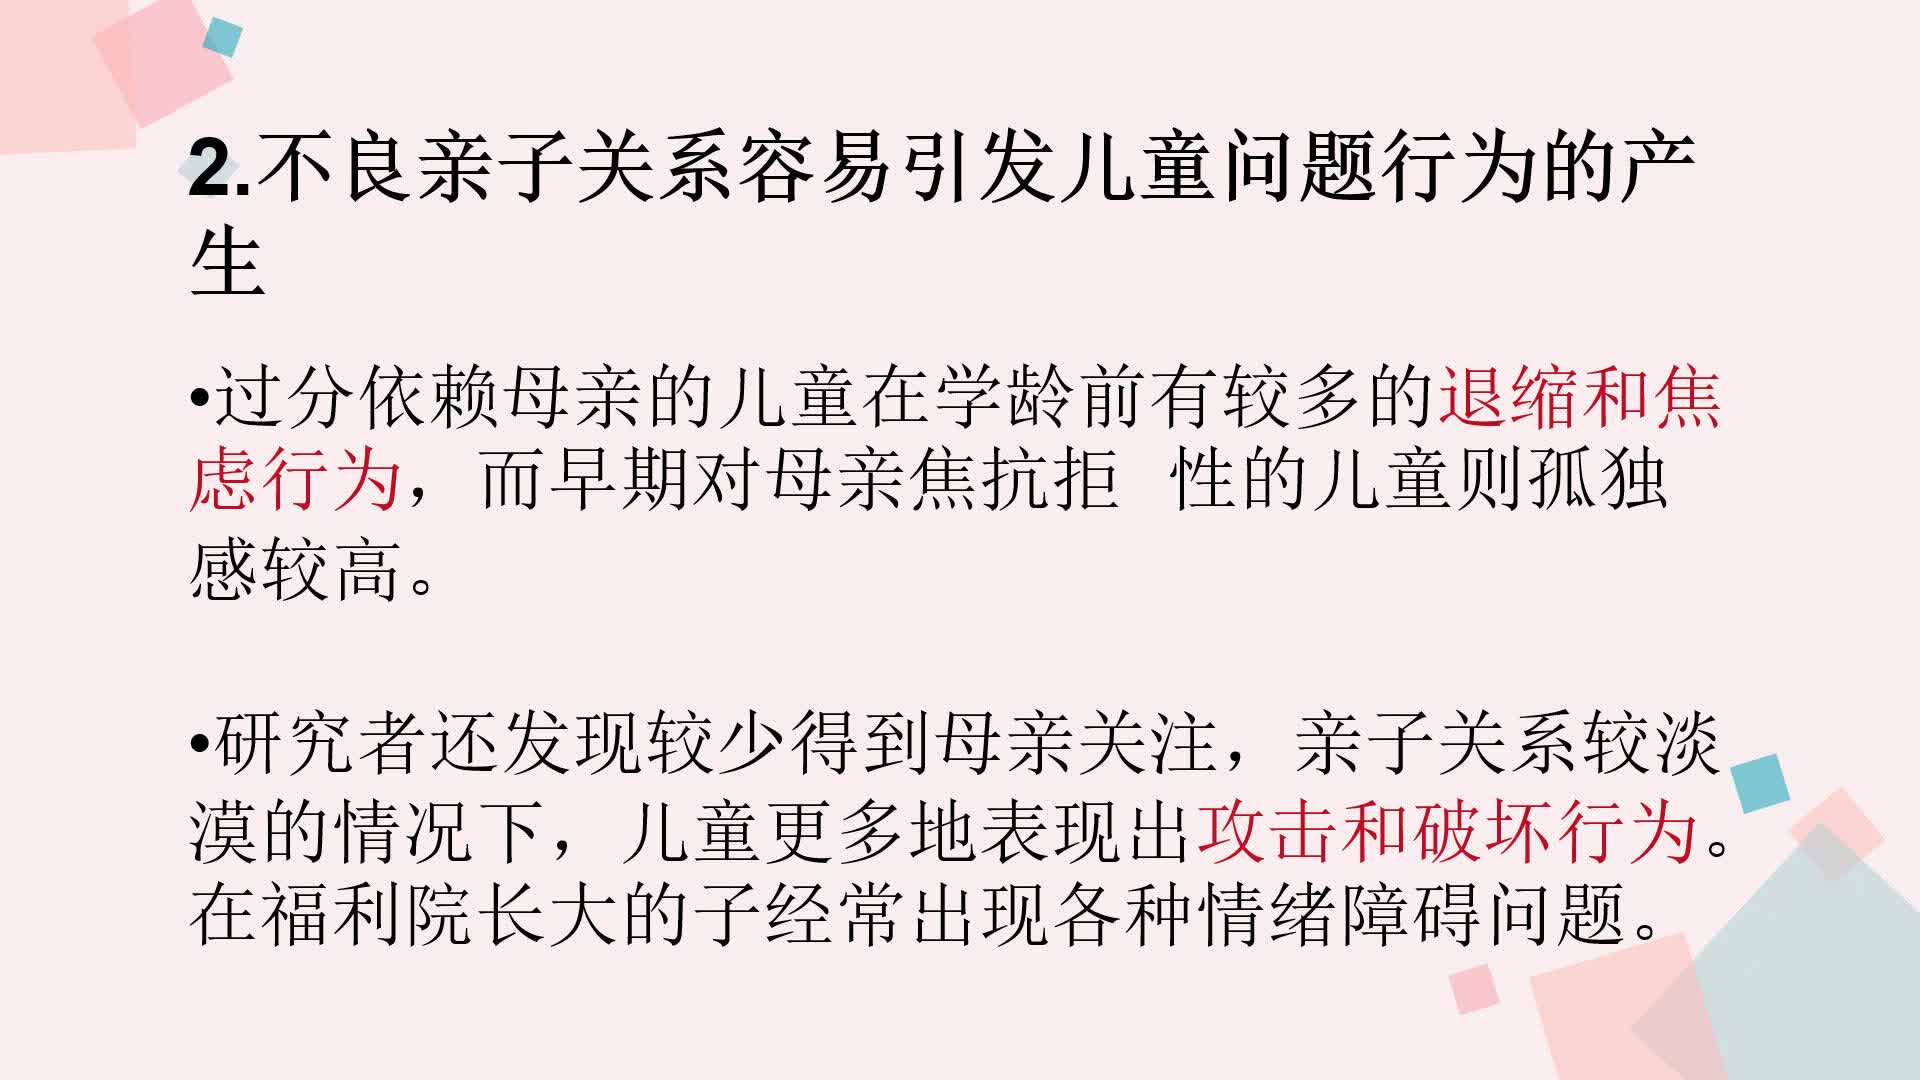 2.不良亲子关系容易引发儿童问题行为的产
生
•过分依赖母亲的儿童在学龄前有较多的退缩和焦
虑行为，而早期对母亲焦抗拒 性的儿童则孤独
感较高。
•研究者还发现较少得到母亲关注，亲子关系较淡
漠的情况下，儿童更多地表现出攻击和破坏行为。
在福利院长大的子经常出现各种情绪障碍问题。